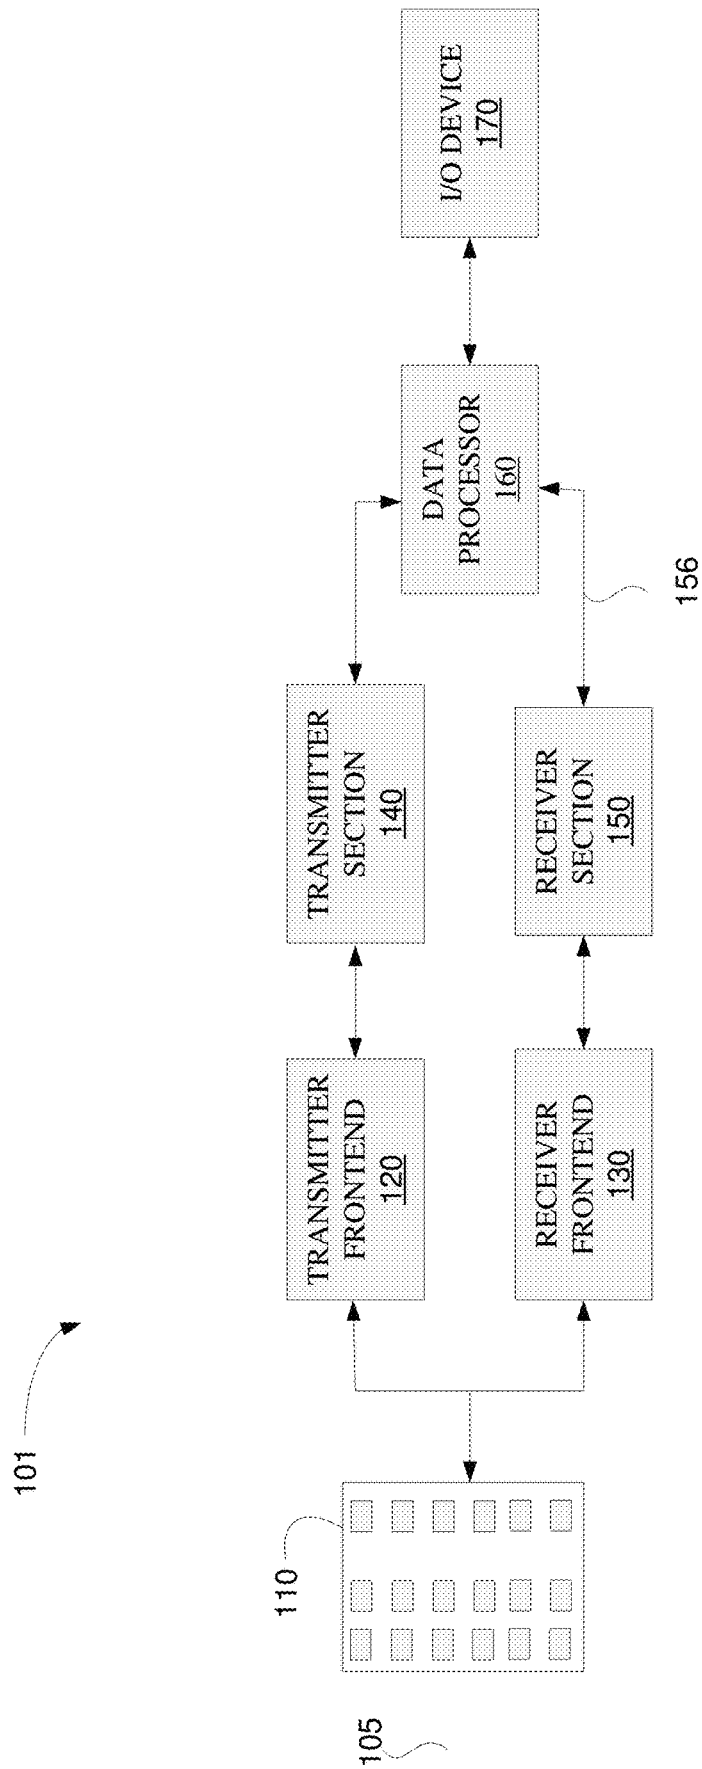 101
105
110
TRANSMITTER
FRONTEND
120
TRANSMITTER
SECTION
140
RECEIVER
FRONTEND
130
RECEIVER
SECTION
150
156
DATA
PROCESSOR
160
I/O DEVICE
170